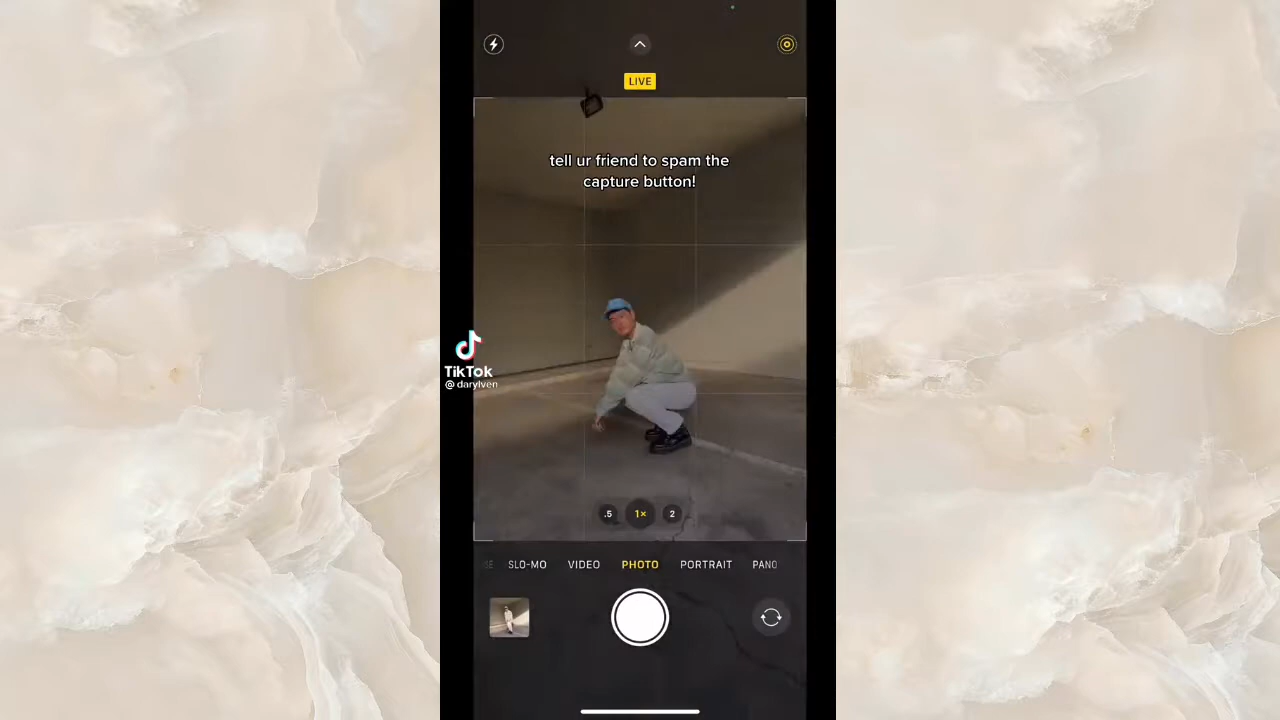 LIVE
tell ur friend to spam the
capture button!
TikTok
@darylven
.5 1× 2
SLO-MO VIDEO PHOTO PORTRAIT PANO